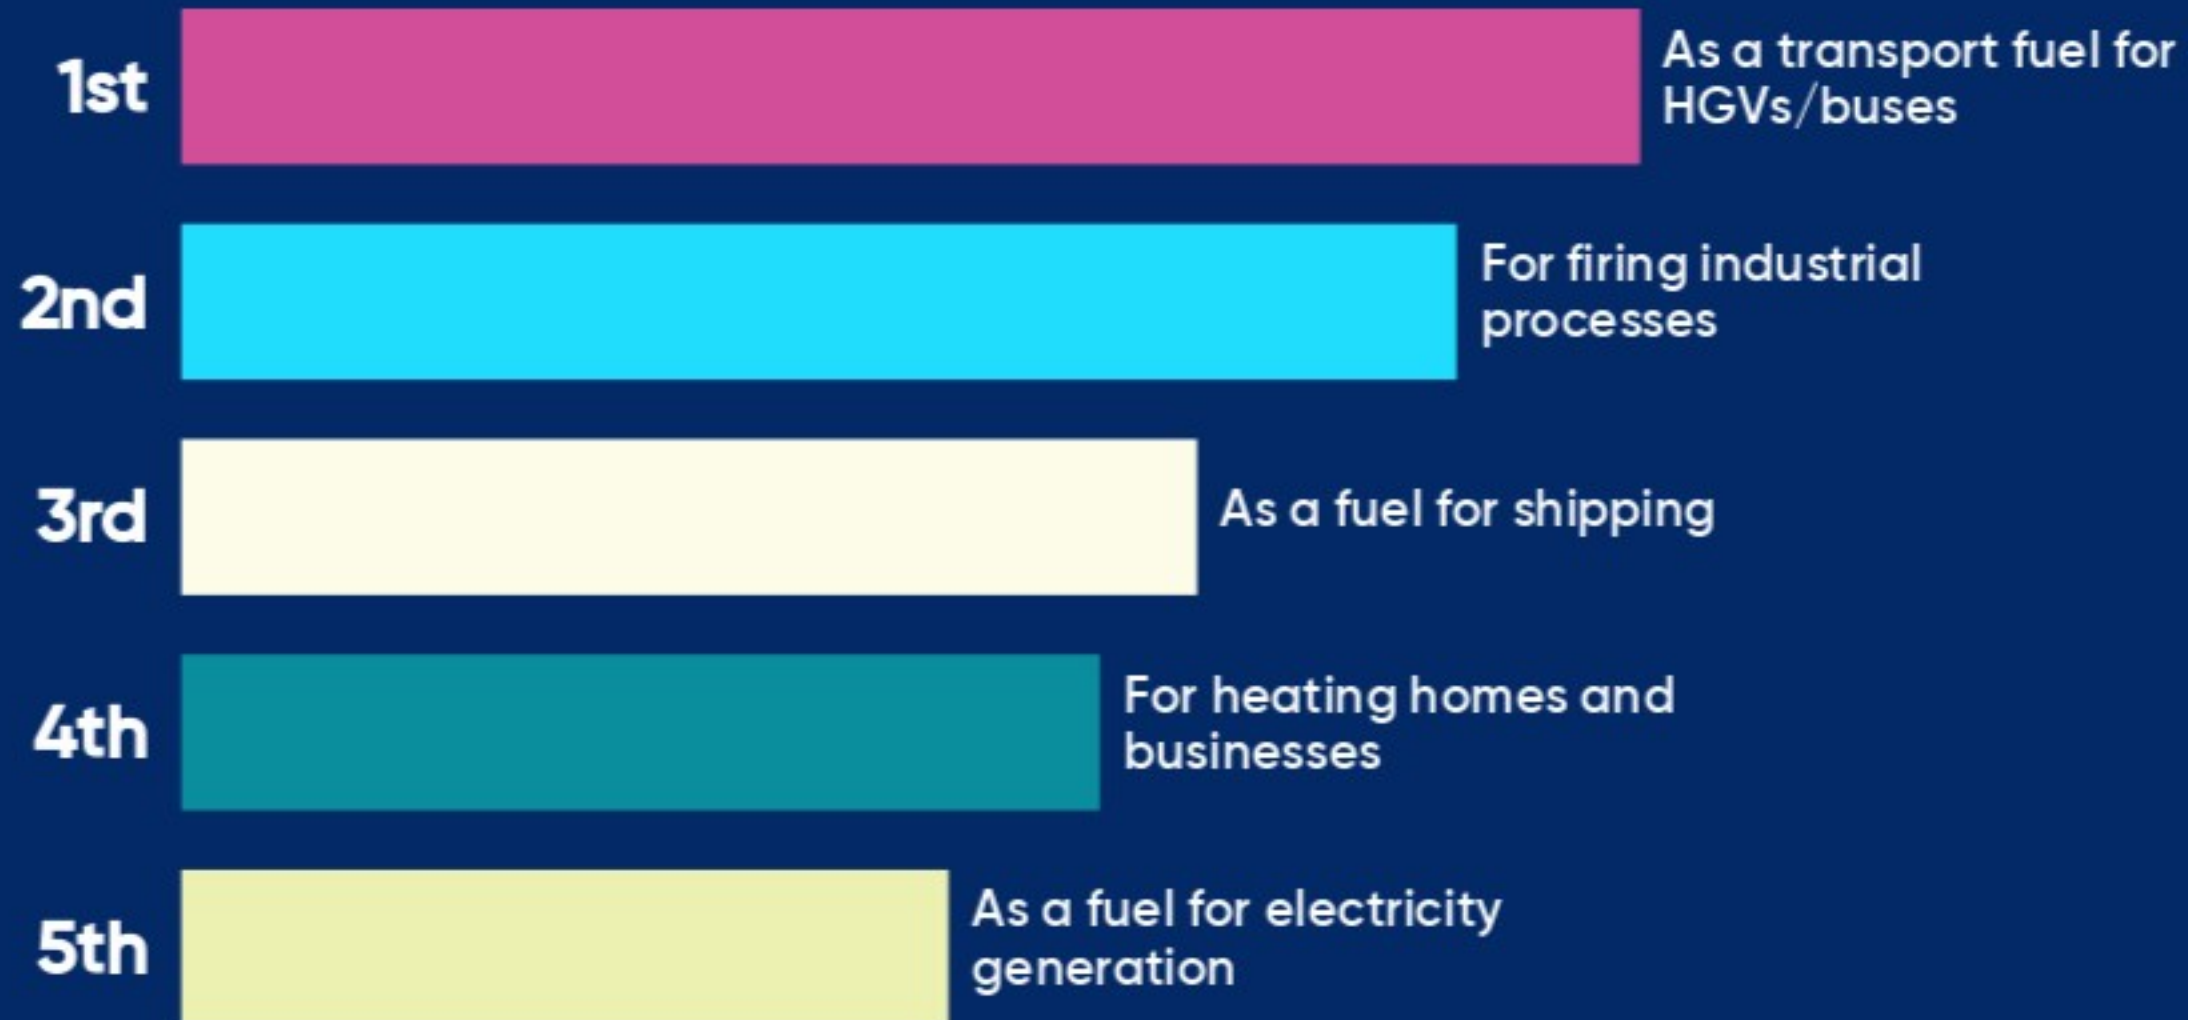 1st
As a transport fuel for
HGVs/buses
2nd
For firing industrial
processes
3rd
As a fuel for shipping
4th
For heating homes and
businesses
5th
As a fuel for electricity
generation